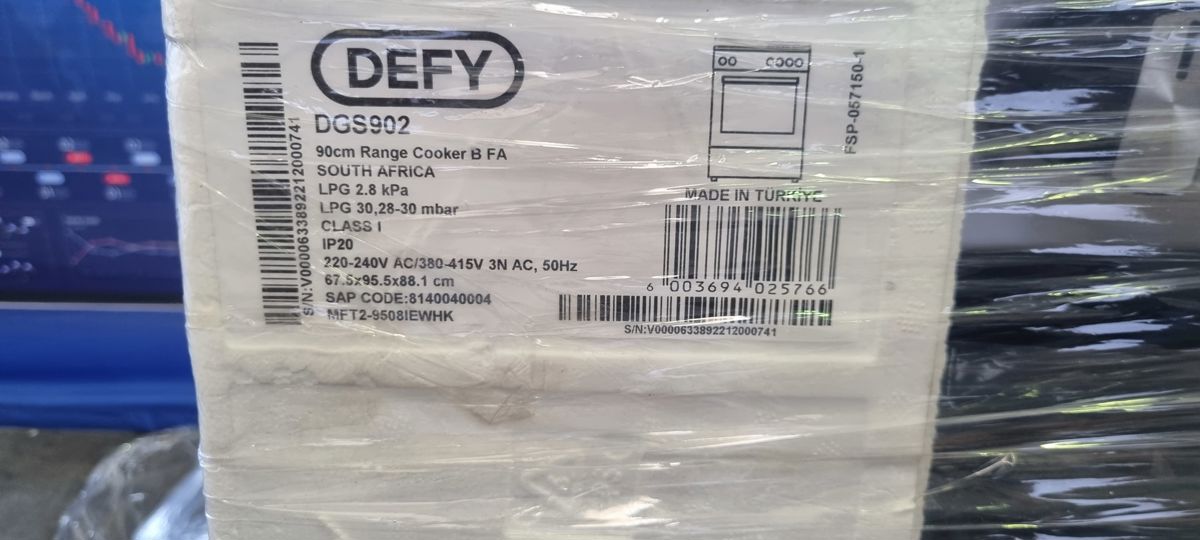 DEFY
DGS902
90cm Range Cooker B FA
SOUTH AFRICA
LPG 2.8 kPa
LPG 30,28-30 mbar
CLASS I
IP20
220-240V AC/380-415V 3N AC, 50Hz
67.5x95.5x88.1 cm
SAP CODE:8140040004
MFT2-9508IEWHK
S/N:V0000633892212000741
FSP-057150-1
MADE IN TÜRKİYE
6 003694 025766
S/N:V0000633892212000741